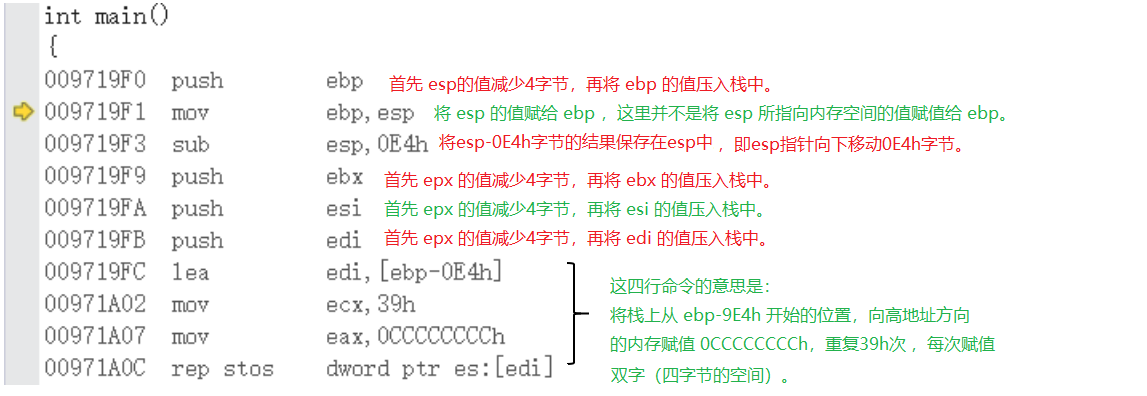 int main()
{
009719F0 push ebp 首先 esp的值减少4字节，再将 ebp 的值压入栈中。
009719F1 mov ebp,esp 将 esp 的值赋给 ebp ，这里并不是将 esp 所指向内存空间的值赋值给 ebp。
009719F3 sub esp,0E4h 将esp-0E4h字节的结果保存在esp中 ，即esp指针向下移动0E4h字节。
009719F9 push ebx 首先 epx 的值减少4字节，再将 ebx 的值压入栈中。
009719FA push esi 首先 epx 的值减少4字节，再将 esi 的值压入栈中。
009719FB push edi 首先 epx 的值减少4字节，再将 edi 的值压入栈中。
009719FC lea edi,[ebp-0E4h]
00971A02 mov ecx,39h
00971A07 mov eax,0CCCCCCCCh
00971A0C rep stos dword ptr es:[edi]
这四行命令的意思是：
将栈上从 ebp-9E4h 开始的位置，向高地址方向
的内存赋值 0CCCCCCCCh，重复39h次 ，每次赋值
双字（四字节的空间）。